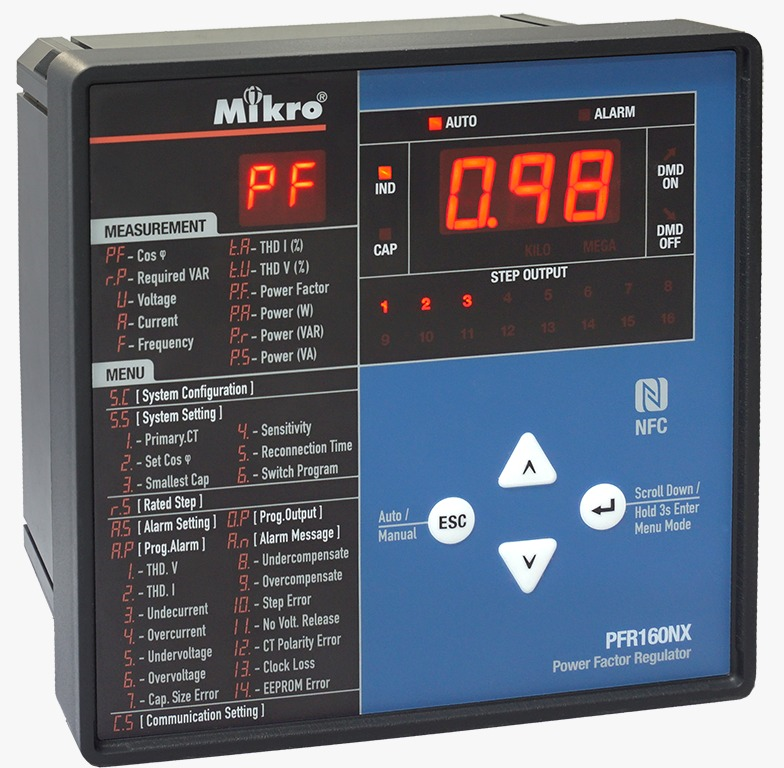 Mikro®
AUTO
ALARM
PF
IND
0.98
DMD
ON
CAP
DMD
OFF
KILO MEGA
STEP OUTPUT
1 2 3 4 5 6 7 8
9 10 11 12 13 14 15 16
MEASUREMENT
PF - Cos φ
r.P - Required VAR
U - Voltage
A - Current
F - Frequency
t.A - THD I (%)
t.U - THD V (%)
P.F. - Power Factor
P.A - Power (W)
P.r - Power (VAR)
P.S - Power (VA)
MENU
S.C [ System Configuration ]
S.S [ System Setting ]
1. - Primary.CT
2. - Set Cos φ
3. - Smallest Cap
4. - Sensitivity
5. - Reconnection Time
6. - Switch Program
r.S [ Rated Step ]
A.S [ Alarm Setting ]
O.P [ Prog.Output ]
A.P [ Prog.Alarm ]
A.n [ Alarm Message ]
1. - THD. V
2. - THD. I
3. - Undecurrent
4. - Overcurrent
5. - Undervoltage
6. - Overvoltage
7. - Cap. Size Error
8. - Undercompensate
9. - Overcompensate
10. - Step Error
11. - No Volt. Release
12. - CT Polarity Error
13. - Clock Loss
14. - EEPROM Error
C.S [ Communication Setting ]
NFC
∧
Auto /
Manual
ESC
Scroll Down /
Hold 3s Enter
Menu Mode
∨
PFR160NX
Power Factor Regulator